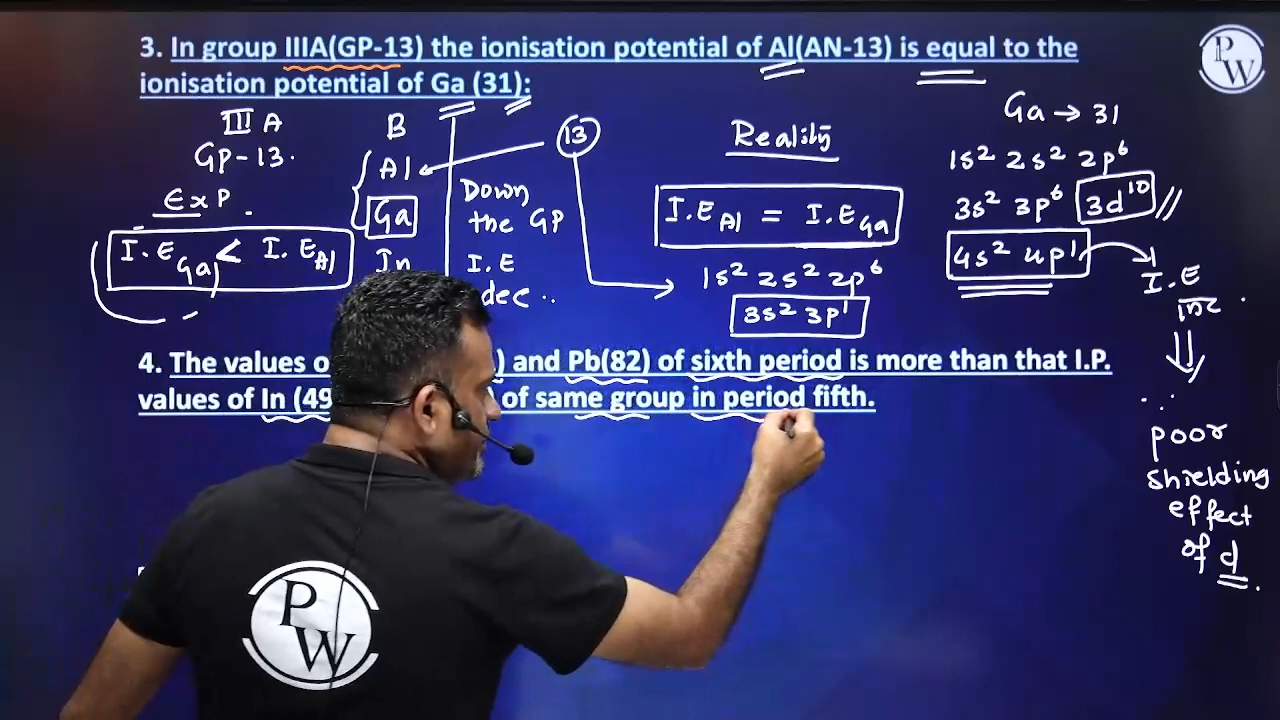 3. In group IIIA(GP-13) the ionisation potential of Al(AN-13) is equal to the
ionisation potential of Ga (31):
III A
GP-13.
Exp.
I.E Ga < I.E Al
B
Al
Ga
In
Down
the GP
I.E
dec..
13
Reality
I.E Al = I.E Ga
1s² 2s² 2p⁶
3s² 3p¹
Ga → 31
1s² 2s² 2p⁶
3s² 3p⁶ 3d¹⁰
4s² 4p¹
I.E
inc
∵
poor
shielding
effect
of d.
4. The values o ) and Pb(82) of sixth period is more than that I.P.
values of In (49 of same group in period fifth.
PW
PW